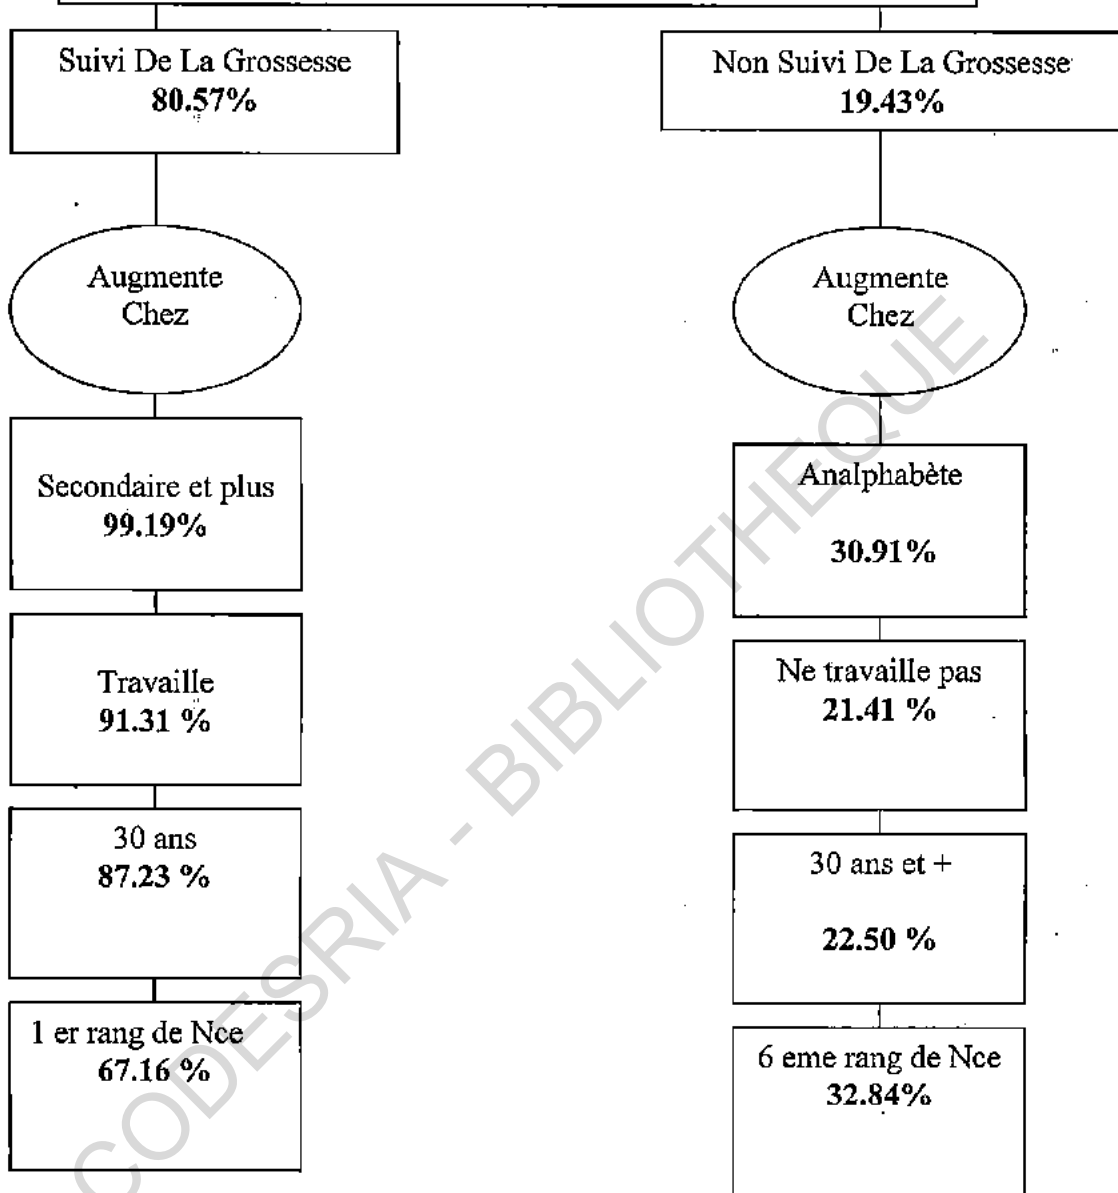 Suivi De La Grossesse
80.57%
Non Suivi De La Grossesse
19.43%
Augmente
Chez
Augmente
Chez
Secondaire et plus
99.19%
Analphabète
30.91%
Travaille
91.31 %
Ne travaille pas
21.41 %
30 ans
87.23 %
30 ans et +
22.50 %
1 er rang de Nce
67.16 %
6 eme rang de Nce
32.84%
CODESRIA - BIBLIOTHEQUE